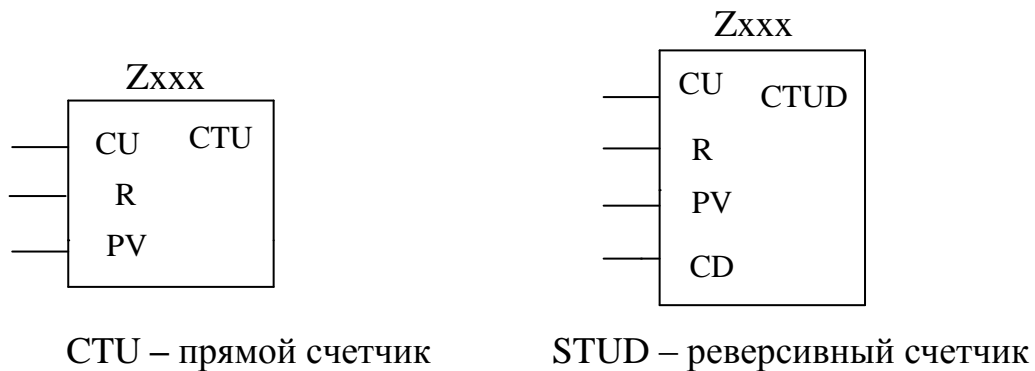 Zxxx
CU CTU
R
PV
Zxxx
CU CTUD
R
PV
CD
CTU – прямой счетчик
STUD – реверсивный счетчик